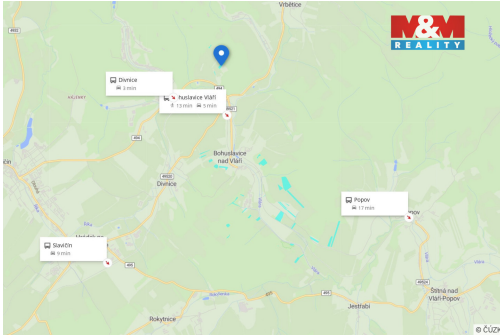 Vrbětice
M&M
REALITY
Divnice
3 min
huslavice Vláří
13 min 5 min
Bohuslavice
nad Vláří
Divnice
Popov
17 min
Slavičín
9 min
Štítná nad
Vláří-Popov
Jestřabí
Rokytnice
© ČÚZK